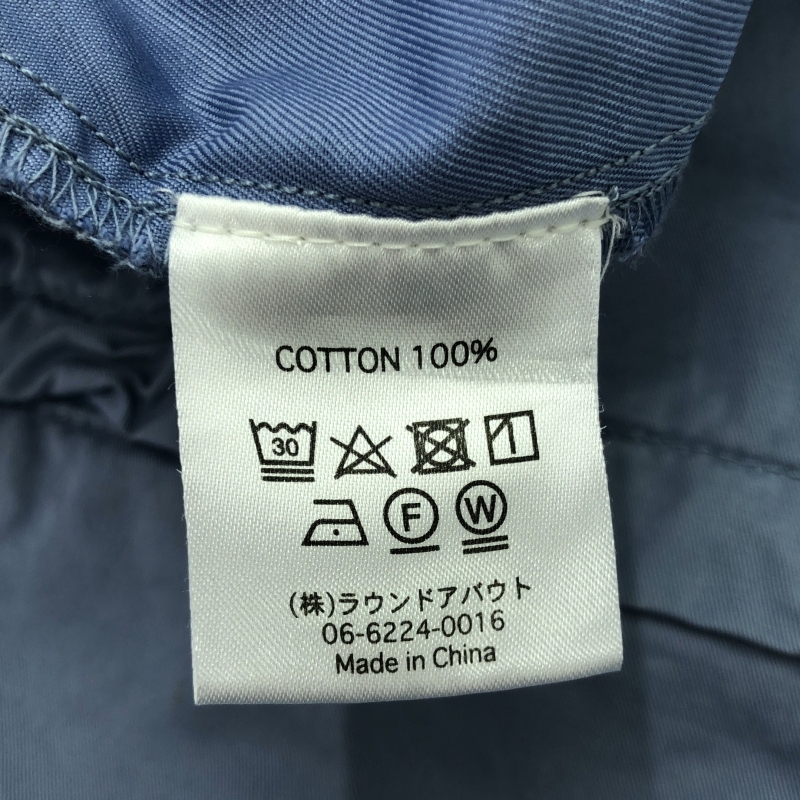 COTTON 100%
30
F W
(株)ラウンドアバウト
06-6224-0016
Made in China